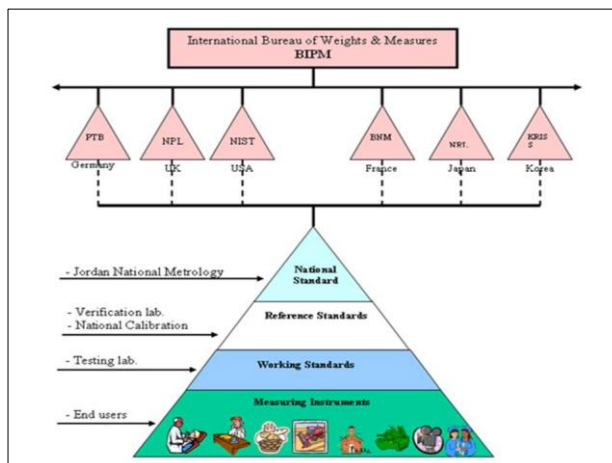 International Bureau of Weights & Measures
BIPM
PTB
NPL
NIST
BNM
NRL
KRIS
S
Germany
UK
USA
France
Japan
Korea
- Jordan National Metrology
National
Standard
- Verification lab.
- National Calibration
Reference Standards
- Testing lab.
Working Standards
Measuring Instruments
- End users